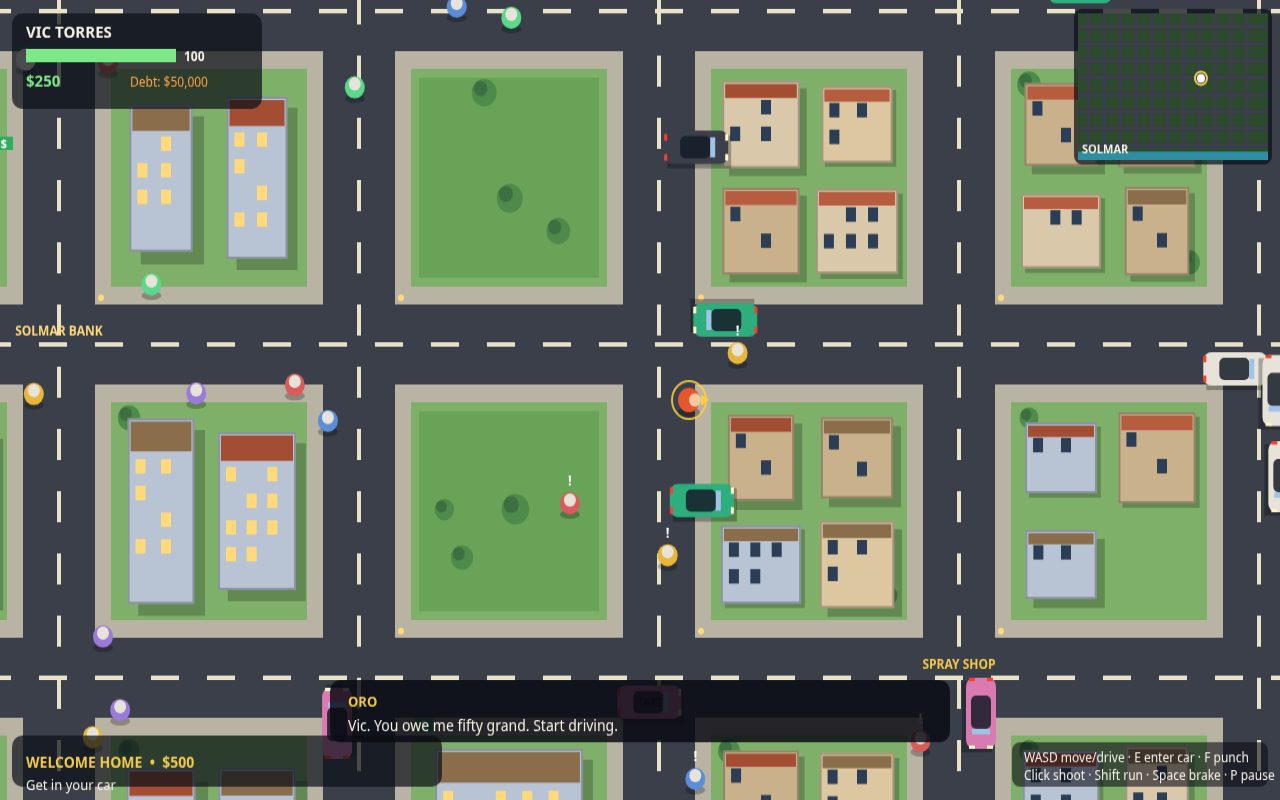 VIC TORRES
100
$250
Debt: $50,000
$
SOLMAR
SOLMAR BANK
!
!
!
SPRAY SHOP
ORO
Vic. You owe me fifty grand. Start driving.
!
WELCOME HOME • $500
Get in your car
WASD move/drive · E enter car · F punch
Click shoot · Shift run · Space brake · P pause